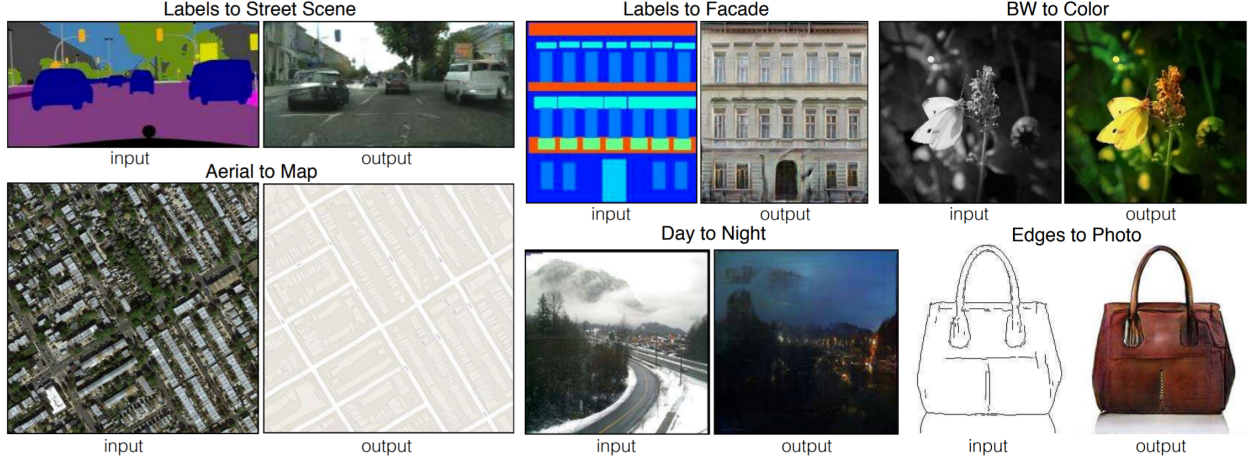 Labels to Street Scene
input
output
Aerial to Map
input
output
Labels to Facade
input
output
BW to Color
input
output
Day to Night
input
output
Edges to Photo
input
output